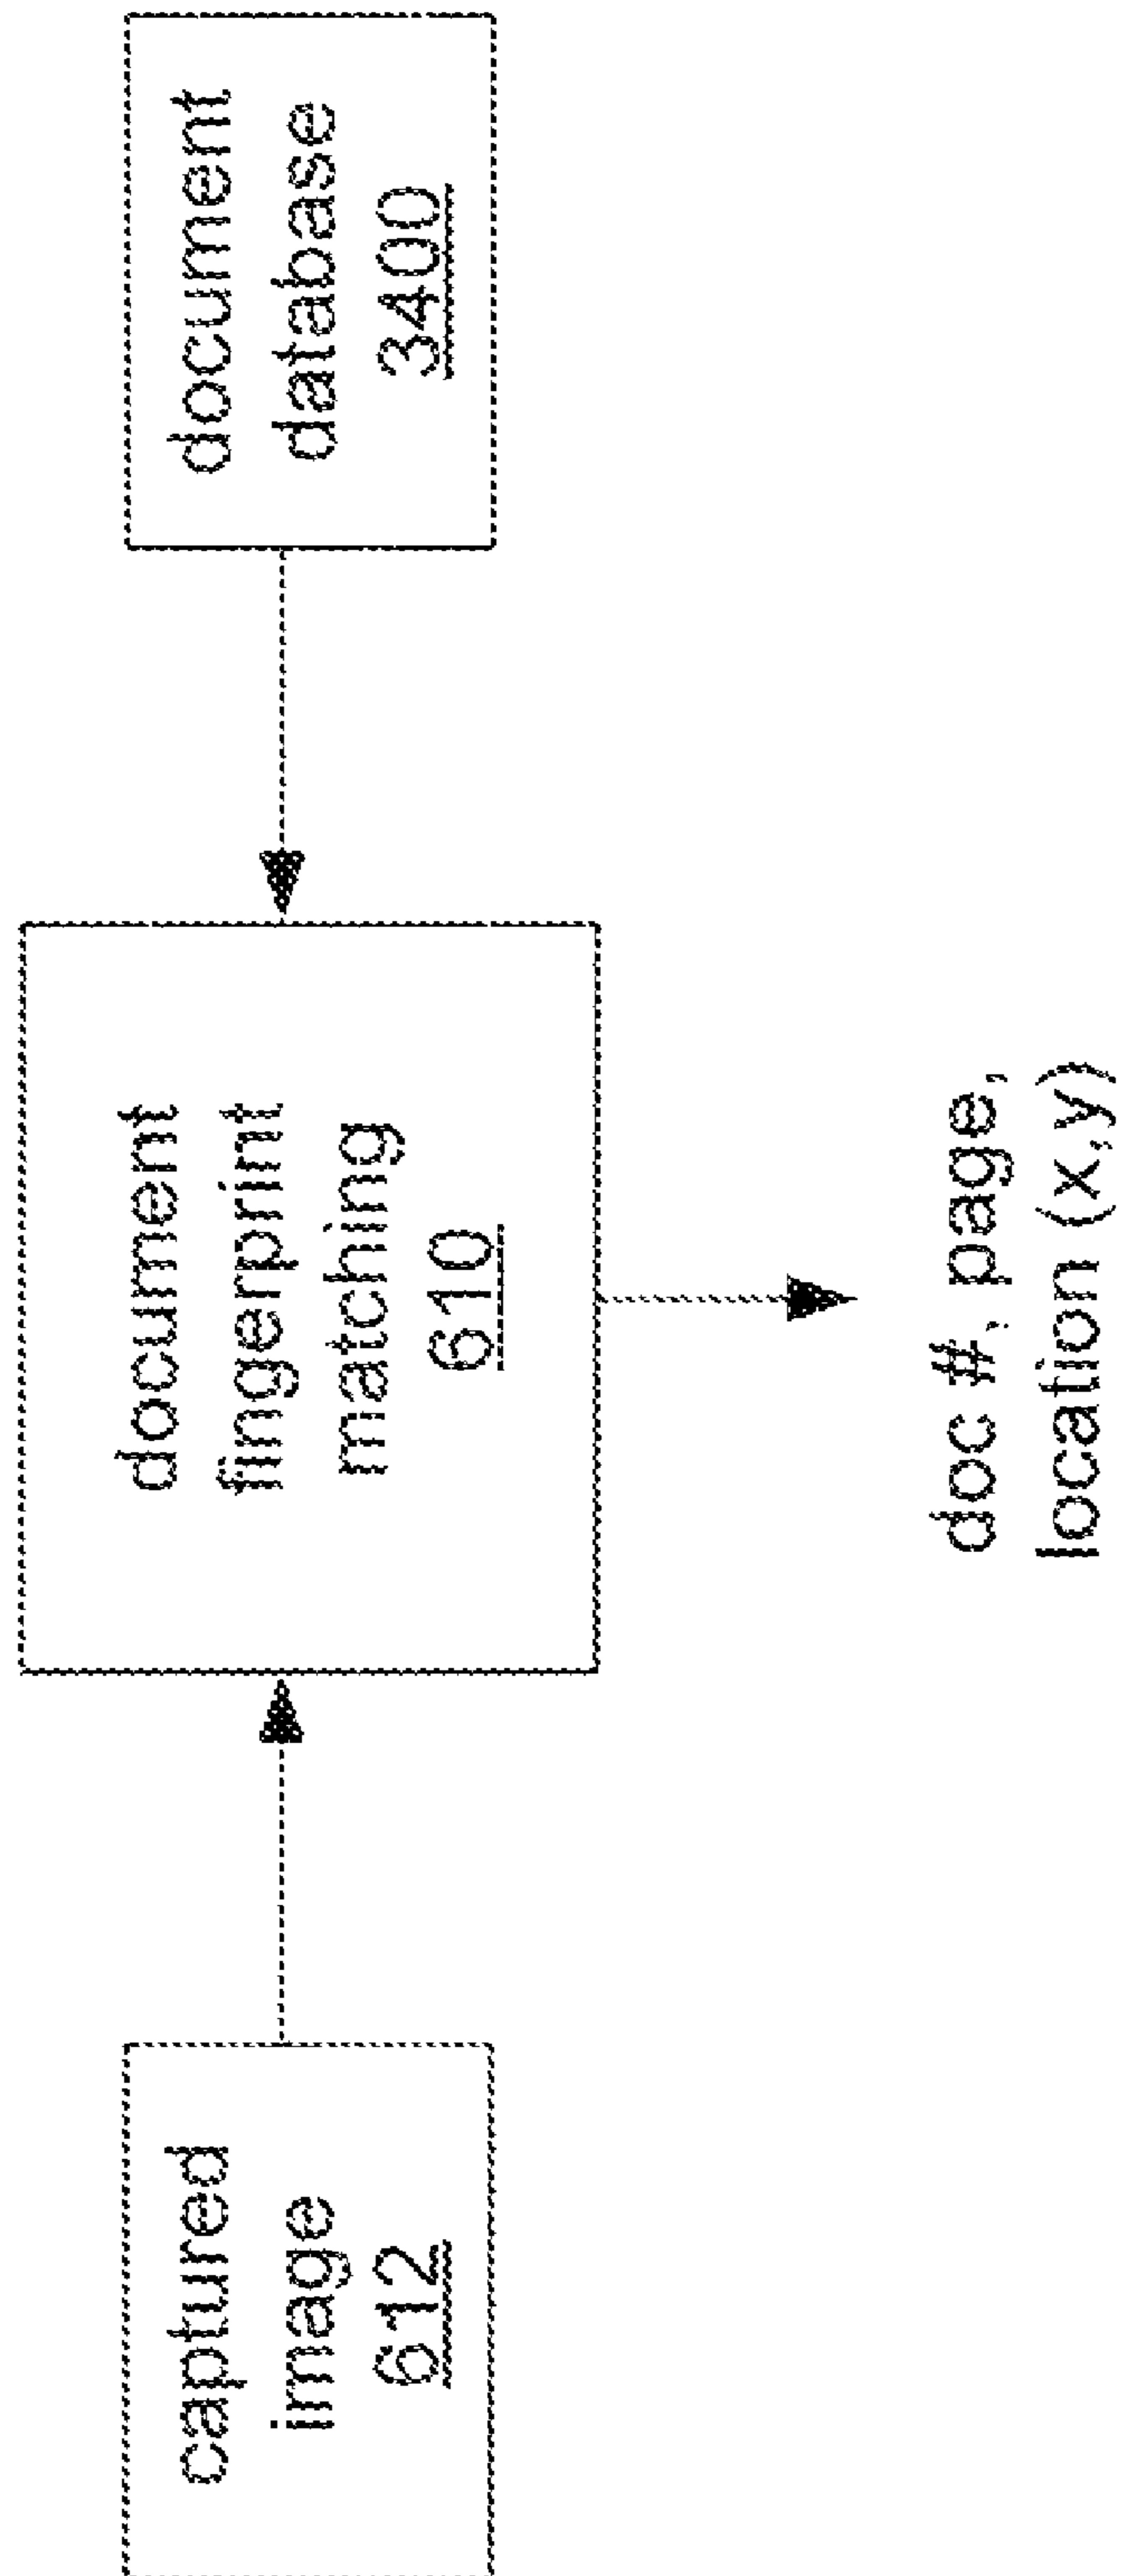 captured
image
612
document
fingerprint
matching
610
document
database
3400
doc #, page,
location (x,y)